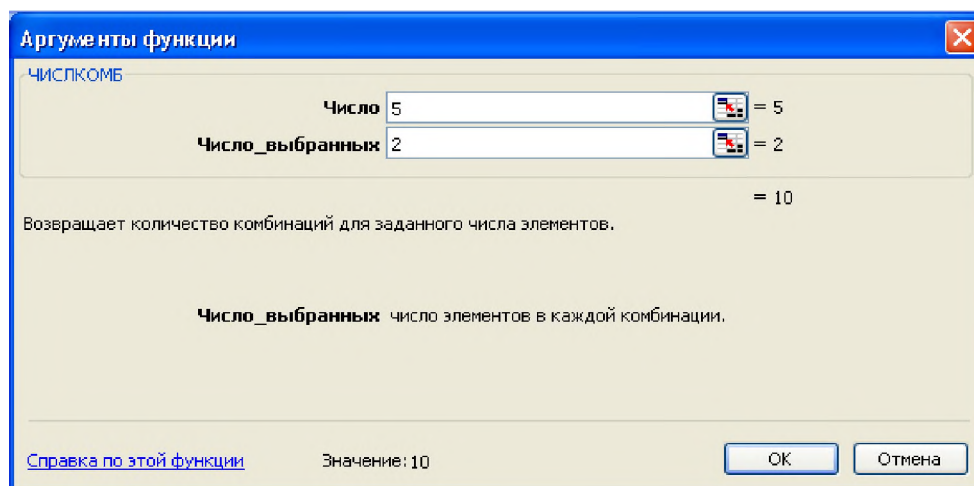 Аргументы функции
ЧИСЛКОМБ
Число 5 = 5
Число_выбранных 2 = 2
= 10
Возвращает количество комбинаций для заданного числа элементов.
Число_выбранных число элементов в каждой комбинации.
Справка по этой функции Значение:10 OK Отмена